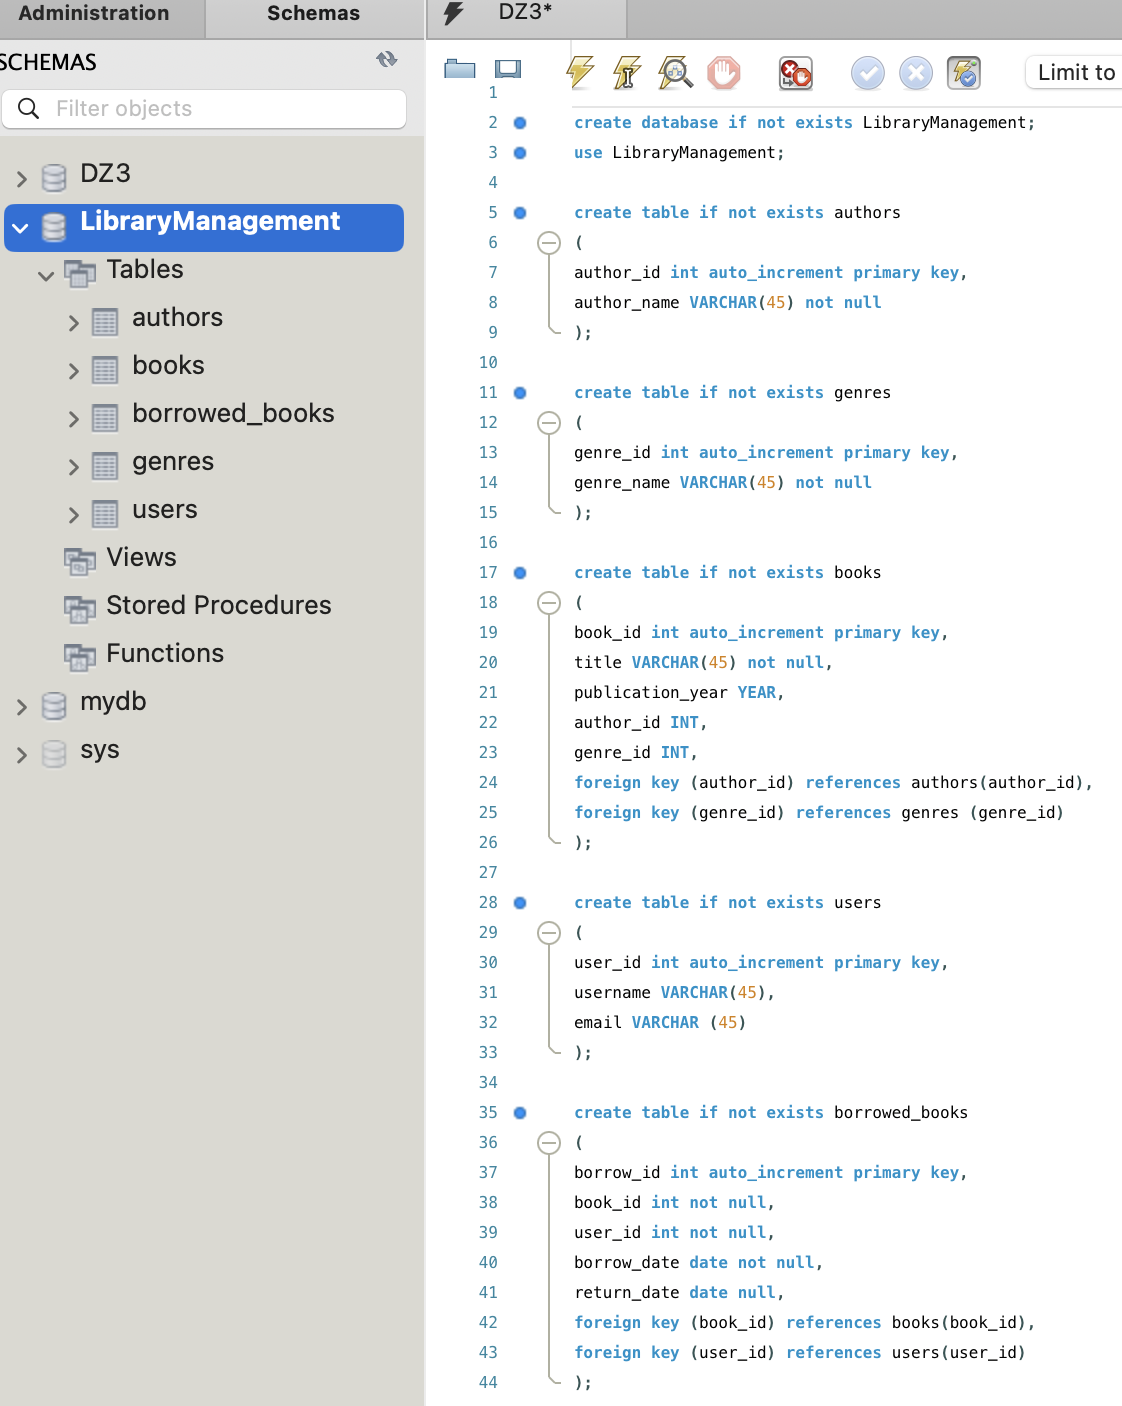 Administration
Schemas
DZ3*
SCHEMAS
Filter objects
DZ3
LibraryManagement
Tables
authors
books
borrowed_books
genres
users
Views
Stored Procedures
Functions
mydb
sys
Limit to
1
2 create database if not exists LibraryManagement;
3 use LibraryManagement;
4
5 create table if not exists authors
6 (
7 author_id int auto_increment primary key,
8 author_name VARCHAR(45) not null
9 );
10
11 create table if not exists genres
12 (
13 genre_id int auto_increment primary key,
14 genre_name VARCHAR(45) not null
15 );
16
17 create table if not exists books
18 (
19 book_id int auto_increment primary key,
20 title VARCHAR(45) not null,
21 publication_year YEAR,
22 author_id INT,
23 genre_id INT,
24 foreign key (author_id) references authors(author_id),
25 foreign key (genre_id) references genres (genre_id)
26 );
27
28 create table if not exists users
29 (
30 user_id int auto_increment primary key,
31 username VARCHAR(45),
32 email VARCHAR (45)
33 );
34
35 create table if not exists borrowed_books
36 (
37 borrow_id int auto_increment primary key,
38 book_id int not null,
39 user_id int not null,
40 borrow_date date not null,
41 return_date date null,
42 foreign key (book_id) references books(book_id),
43 foreign key (user_id) references users(user_id)
44 );